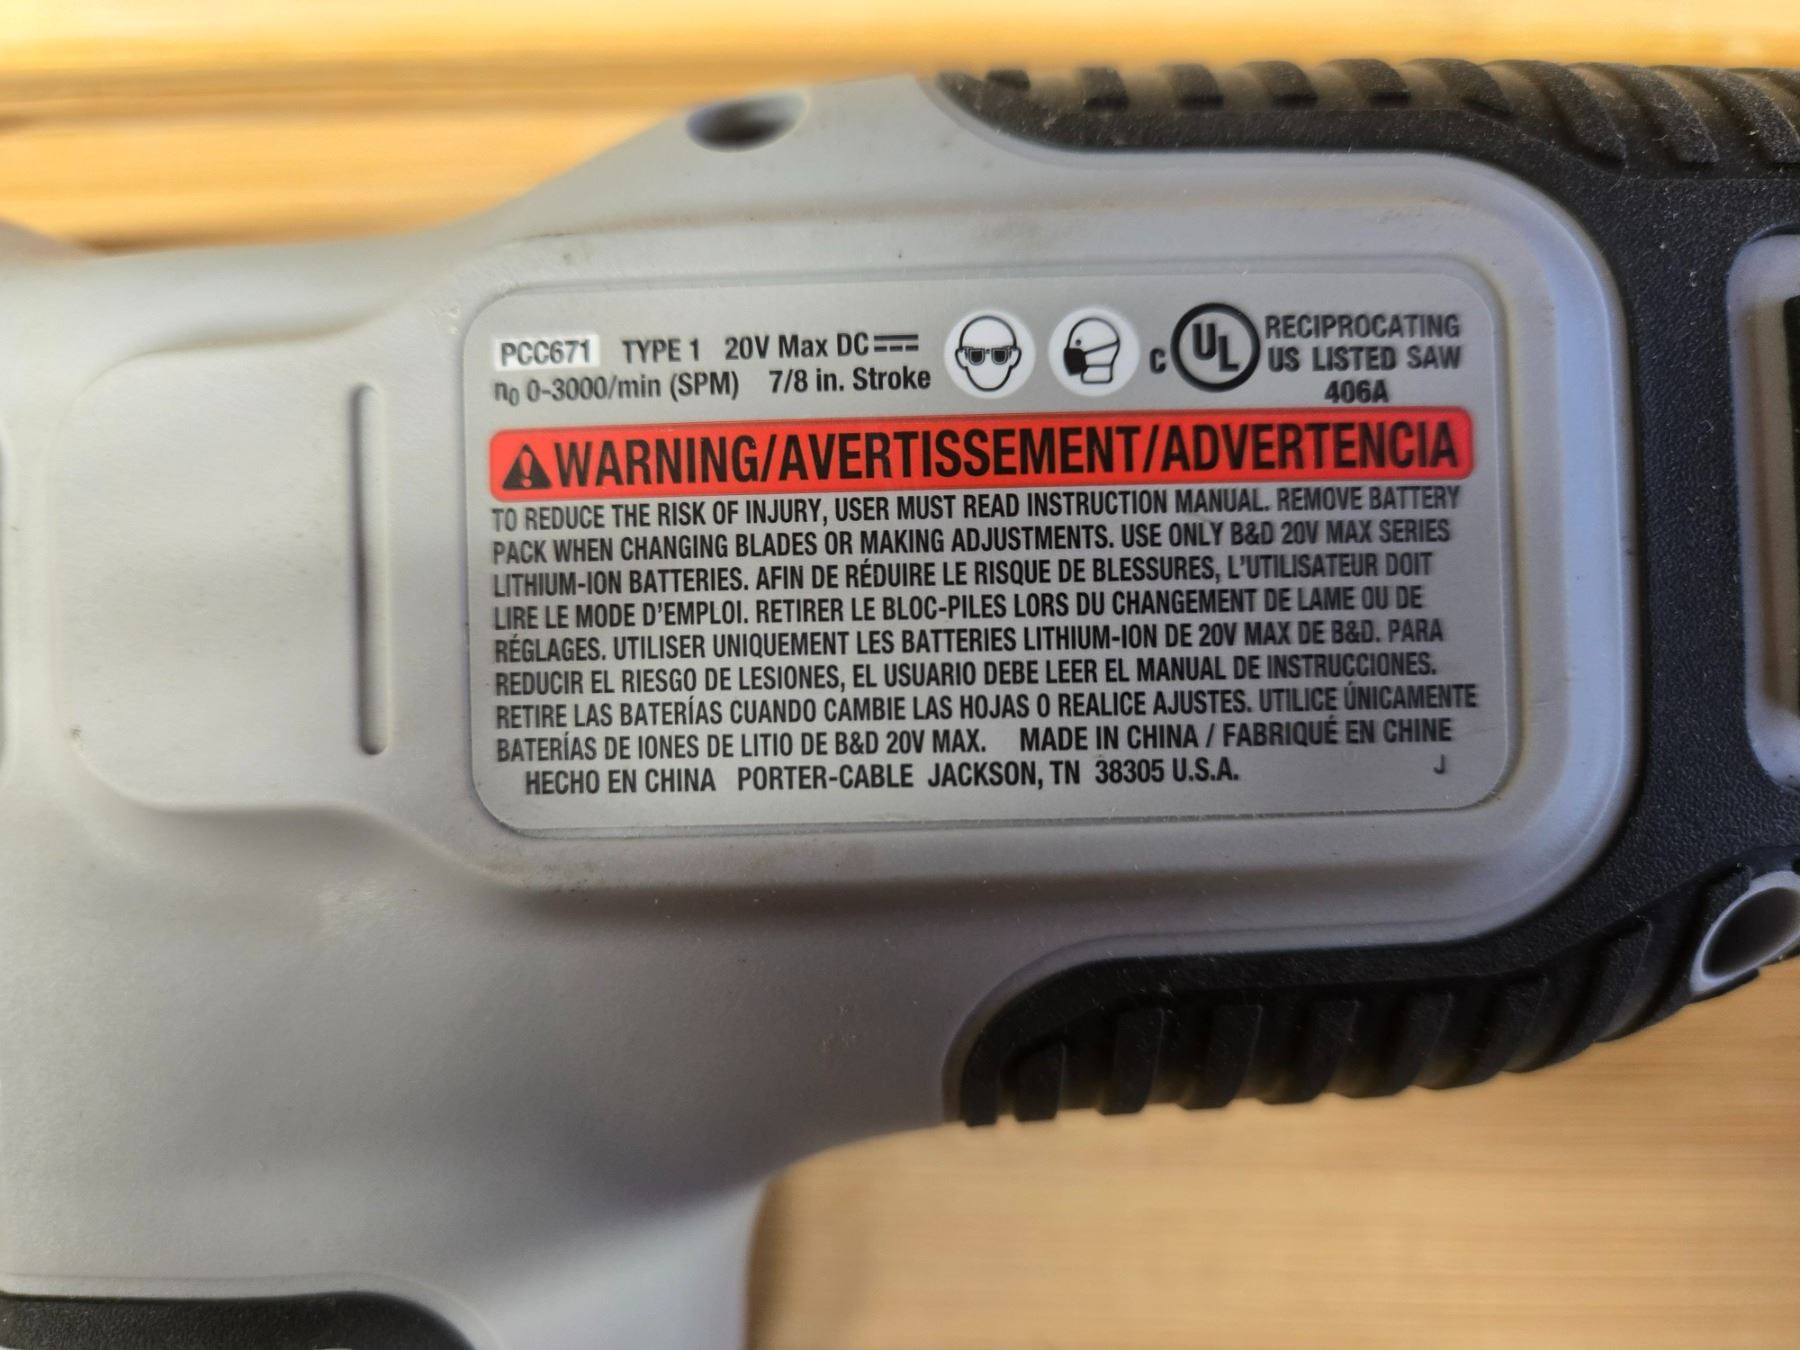 PCC671 TYPE 1 20V Max DC
n0 0-3000/min (SPM) 7/8 in. Stroke
C UL US LISTED
RECIPROCATING SAW
406A
WARNING/AVERTISSEMENT/ADVERTENCIA
TO REDUCE THE RISK OF INJURY, USER MUST READ INSTRUCTION MANUAL. REMOVE BATTERY
PACK WHEN CHANGING BLADES OR MAKING ADJUSTMENTS. USE ONLY B&D 20V MAX SERIES
LITHIUM-ION BATTERIES. AFIN DE RÉDUIRE LE RISQUE DE BLESSURES, L'UTILISATEUR DOIT
LIRE LE MODE D'EMPLOI. RETIRER LE BLOC-PILES LORS DU CHANGEMENT DE LAME OU DE
RÉGLAGES. UTILISER UNIQUEMENT LES BATTERIES LITHIUM-ION DE 20V MAX DE B&D. PARA
REDUCIR EL RIESGO DE LESIONES, EL USUARIO DEBE LEER EL MANUAL DE INSTRUCCIONES.
RETIRE LAS BATERÍAS CUANDO CAMBIE LAS HOJAS O REALICE AJUSTES. UTILICE ÚNICAMENTE
BATERÍAS DE IONES DE LITIO DE B&D 20V MAX. MADE IN CHINA / FABRIQUÉ EN CHINE
HECHO EN CHINA PORTER-CABLE JACKSON, TN 38305 U.S.A. J